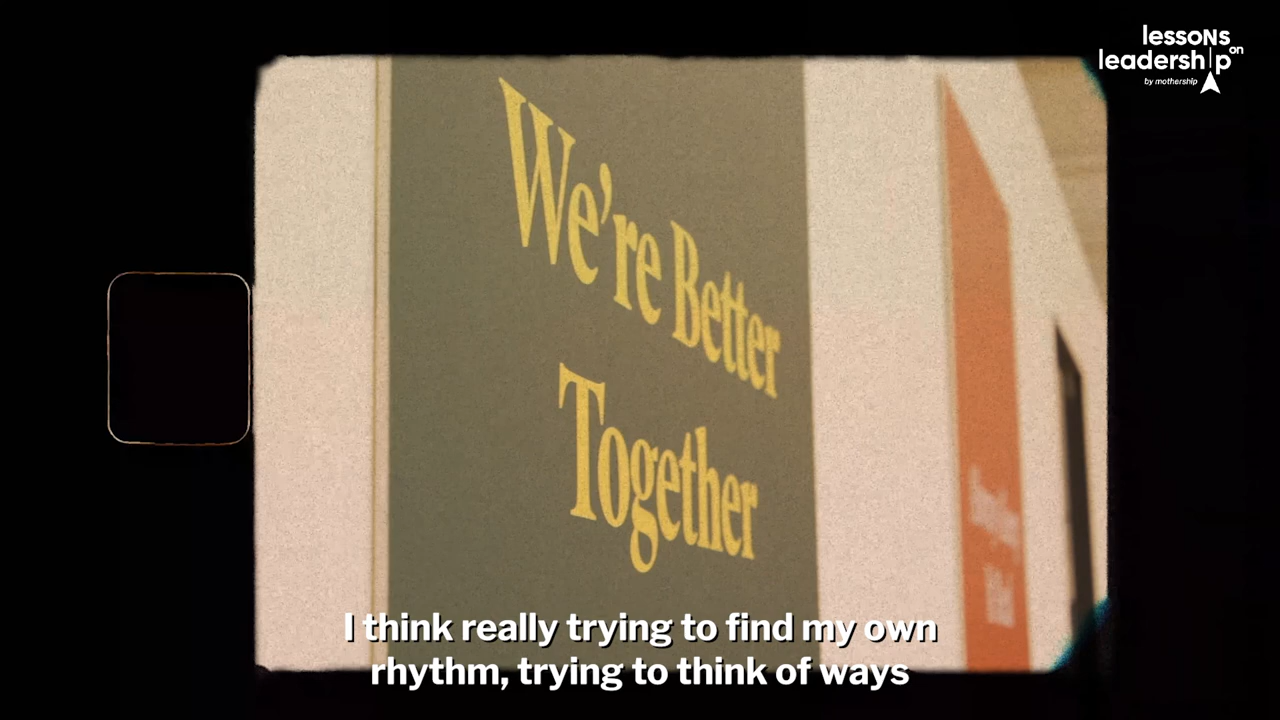 lessons on
leadership
by mothership
We're Better
Together
I think really trying to find my own
rhythm, trying to think of ways